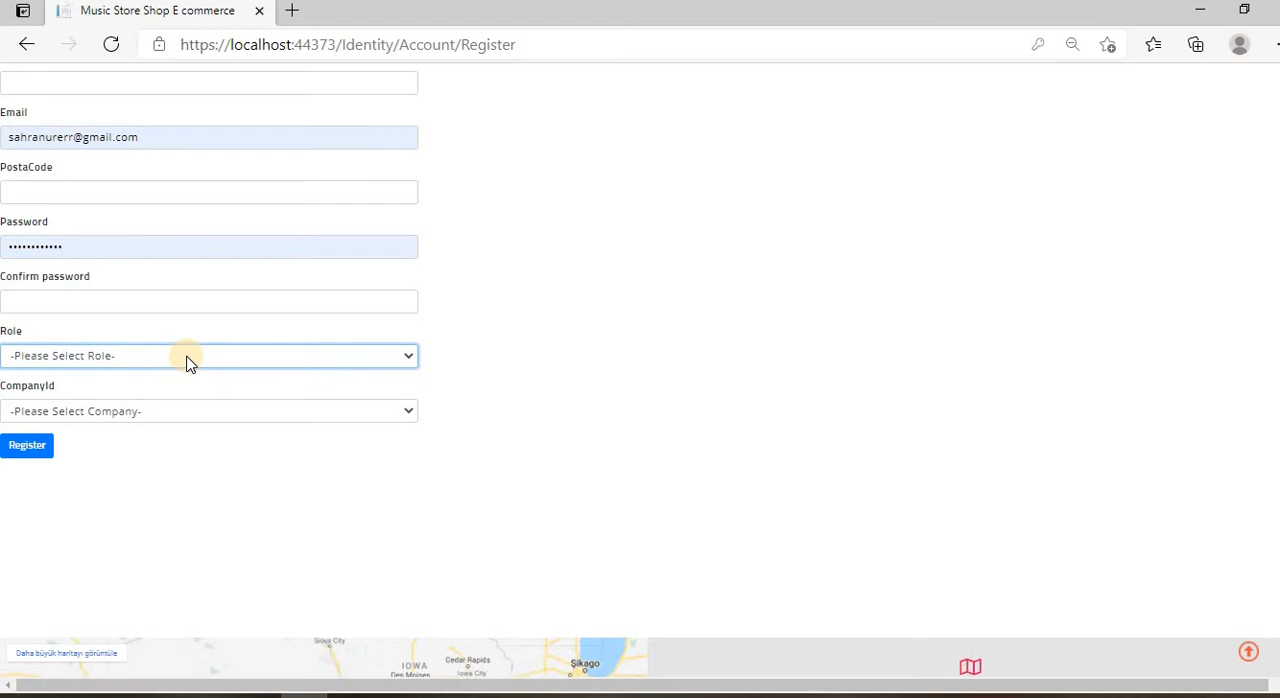 Music Store Shop E commerce
https://localhost:44373/Identity/Account/Register
Email
sahranurerr@gmail.com
PostaCode
Password
••••••••••••
Confirm password
Role
-Please Select Role-
CompanyId
-Please Select Company-
Register
Sioux City
Daha büyük haritayı görüntüle
IOWA
Cedar Rapids
Şikago
Des Moines
Iowa City